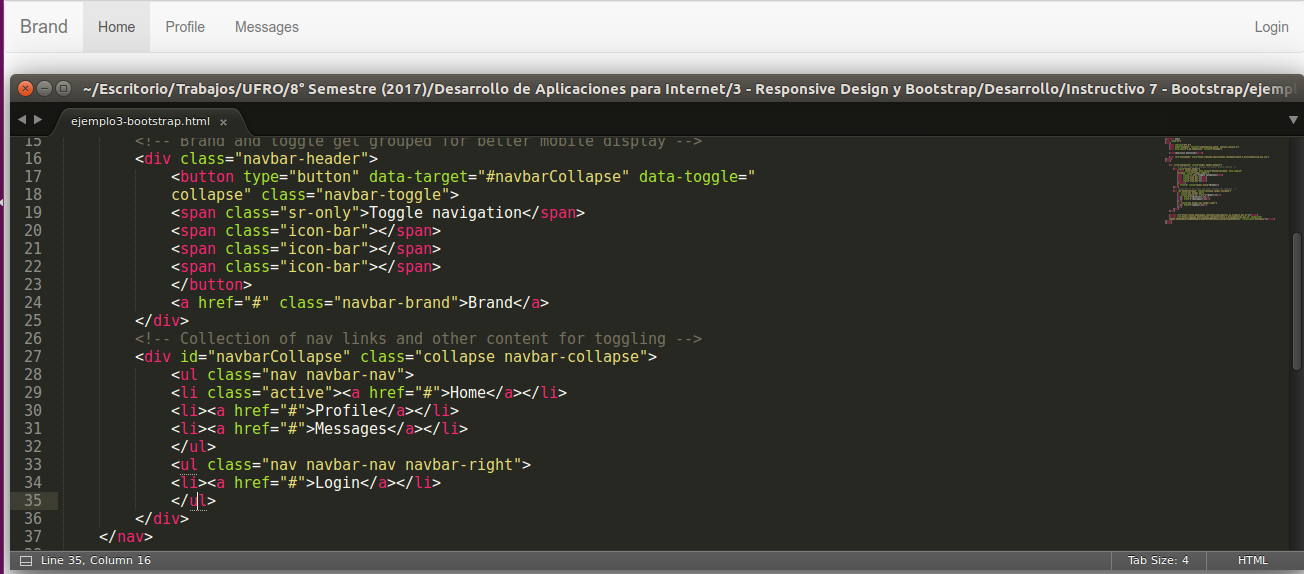 Brand Home Profile Messages Login
~/Escritorio/Trabajos/UFRO/8° Semestre (2017)/Desarrollo de Aplicaciones para Internet/3 - Responsive Design y Bootstrap/Desarrollo/Instructivo 7 - Bootstrap/ejempl
ejemplo3-bootstrap.html ×
15 <!-- Brand and toggle get grouped for better mobile display -->
16 <div class="navbar-header">
17 <button type="button" data-target="#navbarCollapse" data-toggle="
18 collapse" class="navbar-toggle">
19 <span class="sr-only">Toggle navigation</span>
20 <span class="icon-bar"></span>
21 <span class="icon-bar"></span>
22 <span class="icon-bar"></span>
23 </button>
24 <a href="#" class="navbar-brand">Brand</a>
25 </div>
26 <!-- Collection of nav links and other content for toggling -->
27 <div id="navbarCollapse" class="collapse navbar-collapse">
28 <ul class="nav navbar-nav">
29 <li class="active"><a href="#">Home</a></li>
30 <li><a href="#">Profile</a></li>
31 <li><a href="#">Messages</a></li>
32 </ul>
33 <ul class="nav navbar-nav navbar-right">
34 <li><a href="#">Login</a></li>
35 </ul>
36 </div>
37 </nav>
Line 35, Column 16 Tab Size: 4 HTML